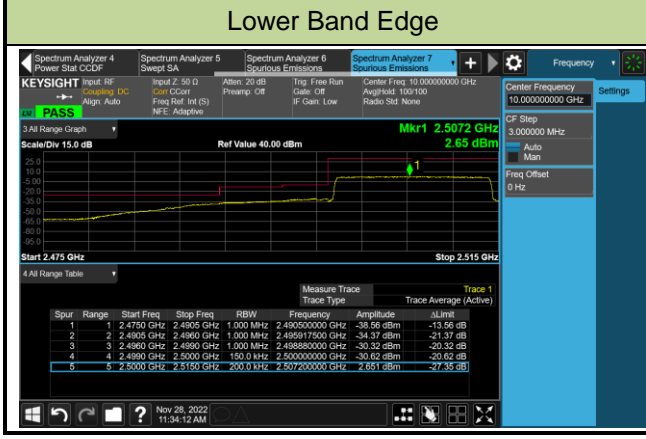 Lower Band Edge
Spectrum Analyzer 4
Power Stat CCDF
Spectrum Analyzer 5
Swept SA
Spectrum Analyzer 6
Spurious Emissions
Spectrum Analyzer 7
Spurious Emissions
Frequency
KEYSIGHT
PASS
Input: RF
Coupling: DC
Align: Auto
Input Z: 50 Ω
Corr CCorr
Freq Ref: Int (S)
NFE: Adaptive
Atten: 20 dB
Preamp: Off
Trig: Free Run
Gate: Off
IF Gain: Low
Center Freq: 10.000000000 GHz
Avg|Hold: 100/100
Radio Std: None
Center Frequency
10.000000000 GHz
Settings
CF Step
3.000000 MHz
Auto
Man
Freq Offset
0 Hz
3 All Range Graph
Mkr1 2.5072 GHz
Scale/Div 15.0 dB
Ref Value 40.00 dBm
2.65 dBm
25.0
10.0
-5.00
-20.0
-35.0
-50.0
-65.0
-80.0
-95.0
1
Start 2.475 GHz
Stop 2.515 GHz
4 All Range Table
Measure Trace Trace 1
Trace Type Trace Average (Active)
Spur Range Start Freq Stop Freq RBW Frequency Amplitude ΔLimit
1 1 2.4750 GHz 2.4905 GHz 1.000 MHz 2.490500000 GHz -38.56 dBm -13.56 dB
2 2 2.4905 GHz 2.4960 GHz 1.000 MHz 2.495917500 GHz -34.37 dBm -21.37 dB
3 3 2.4960 GHz 2.4990 GHz 1.000 MHz 2.498880000 GHz -30.32 dBm -20.32 dB
4 4 2.4990 GHz 2.5000 GHz 150.0 kHz 2.500000000 GHz -30.62 dBm -20.62 dB
5 5 2.5000 GHz 2.5150 GHz 200.0 kHz 2.507200000 GHz 2.651 dBm -27.35 dB
Nov 28, 2022
11:34:12 AM